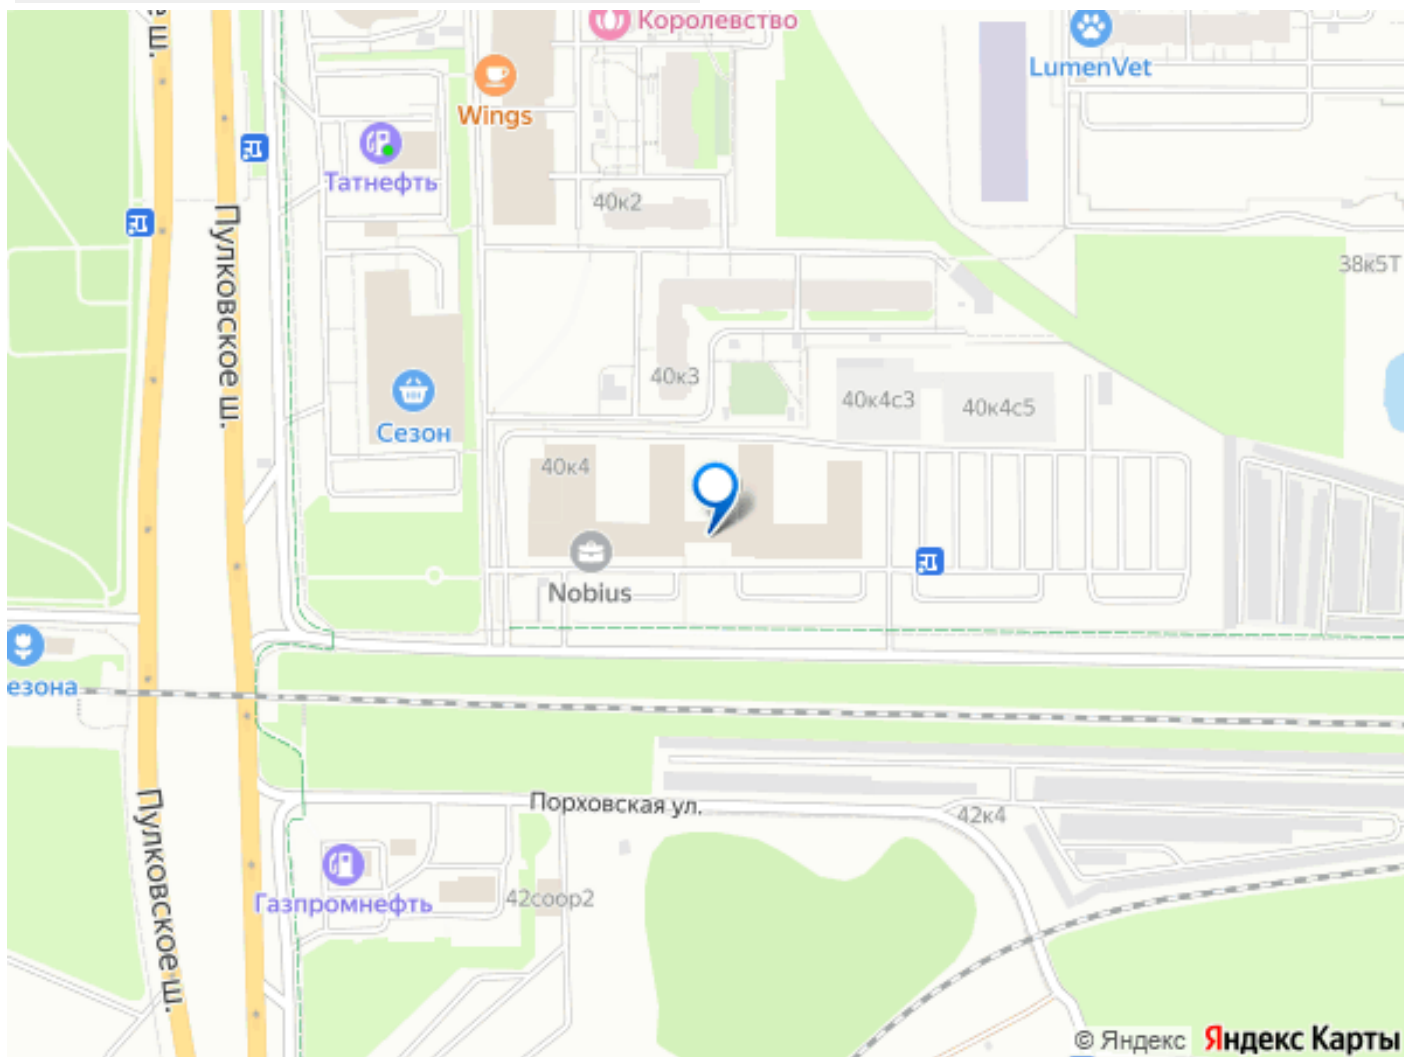 Ш.
Королевство
LumenVet
Wings
Татнефть
40к2
Пулковское ш.
38к5Т
40к3
40к4с3
40к4с5
Сезон
40к4
Nobius
езона
Порховская ул.
42к4
Пулковское ш.
Газпромнефть
42соор2
© Яндекс Яндекс Карты